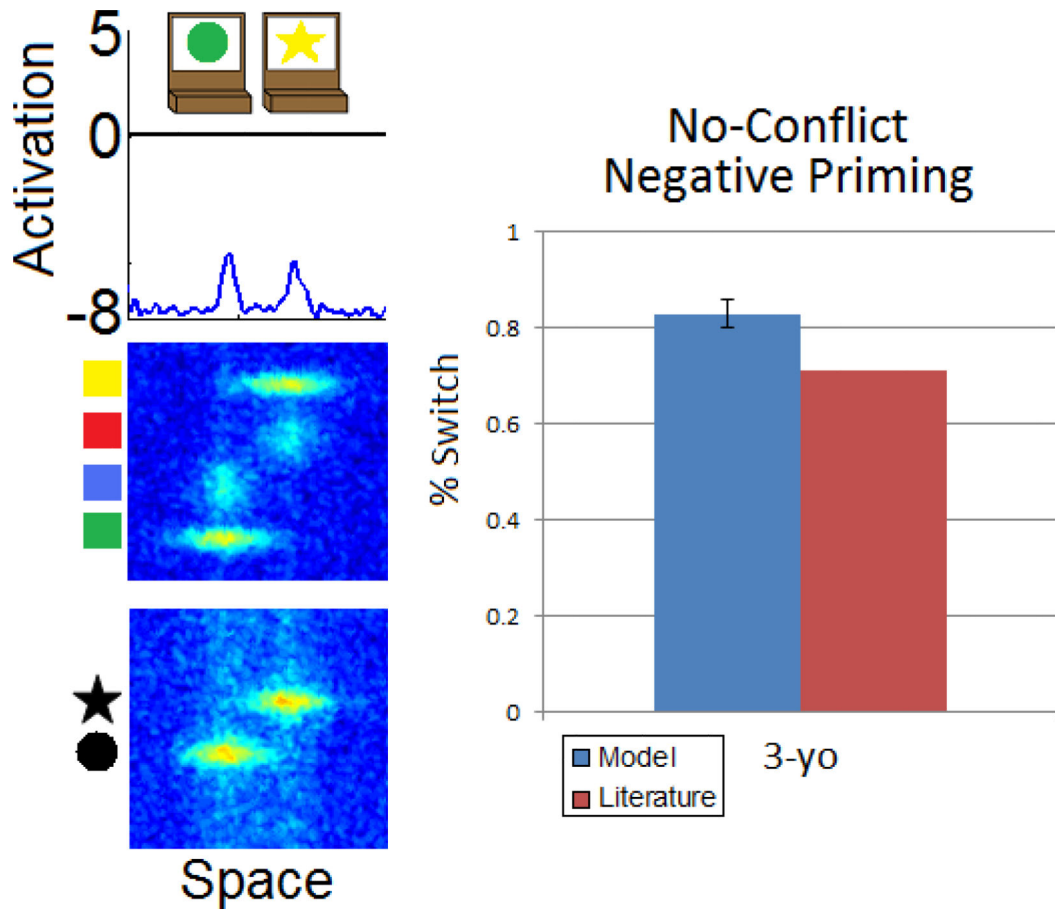 5
0
-8
Activation
Space
No-Conflict
Negative Priming
1
0.8
0.6
0.4
0.2
0
% Switch
3-yo
Model
Literature